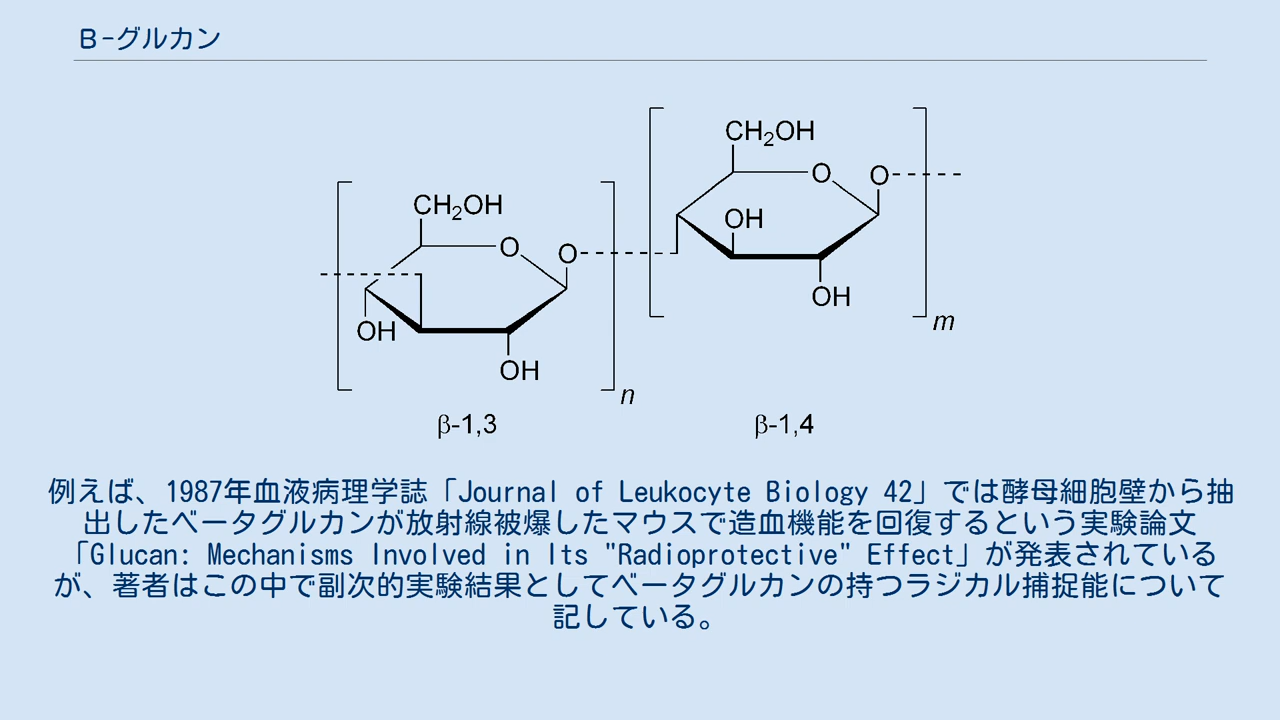 Β-グルカン
CH2OH
O
O
OH
OH
m
CH2OH
O
O
OH
OH
n
β-1,3
β-1,4
例えば、1987年血液病理学誌「Journal of Leukocyte Biology 42」では酵母細胞壁から抽
出したベータグルカンが放射線被爆したマウスで造血機能を回復するという実験論文
「Glucan: Mechanisms Involved in Its "Radioprotective" Effect」が発表されている
が、著者はこの中で副次的実験結果としてベータグルカンの持つラジカル捕捉能について
記している。